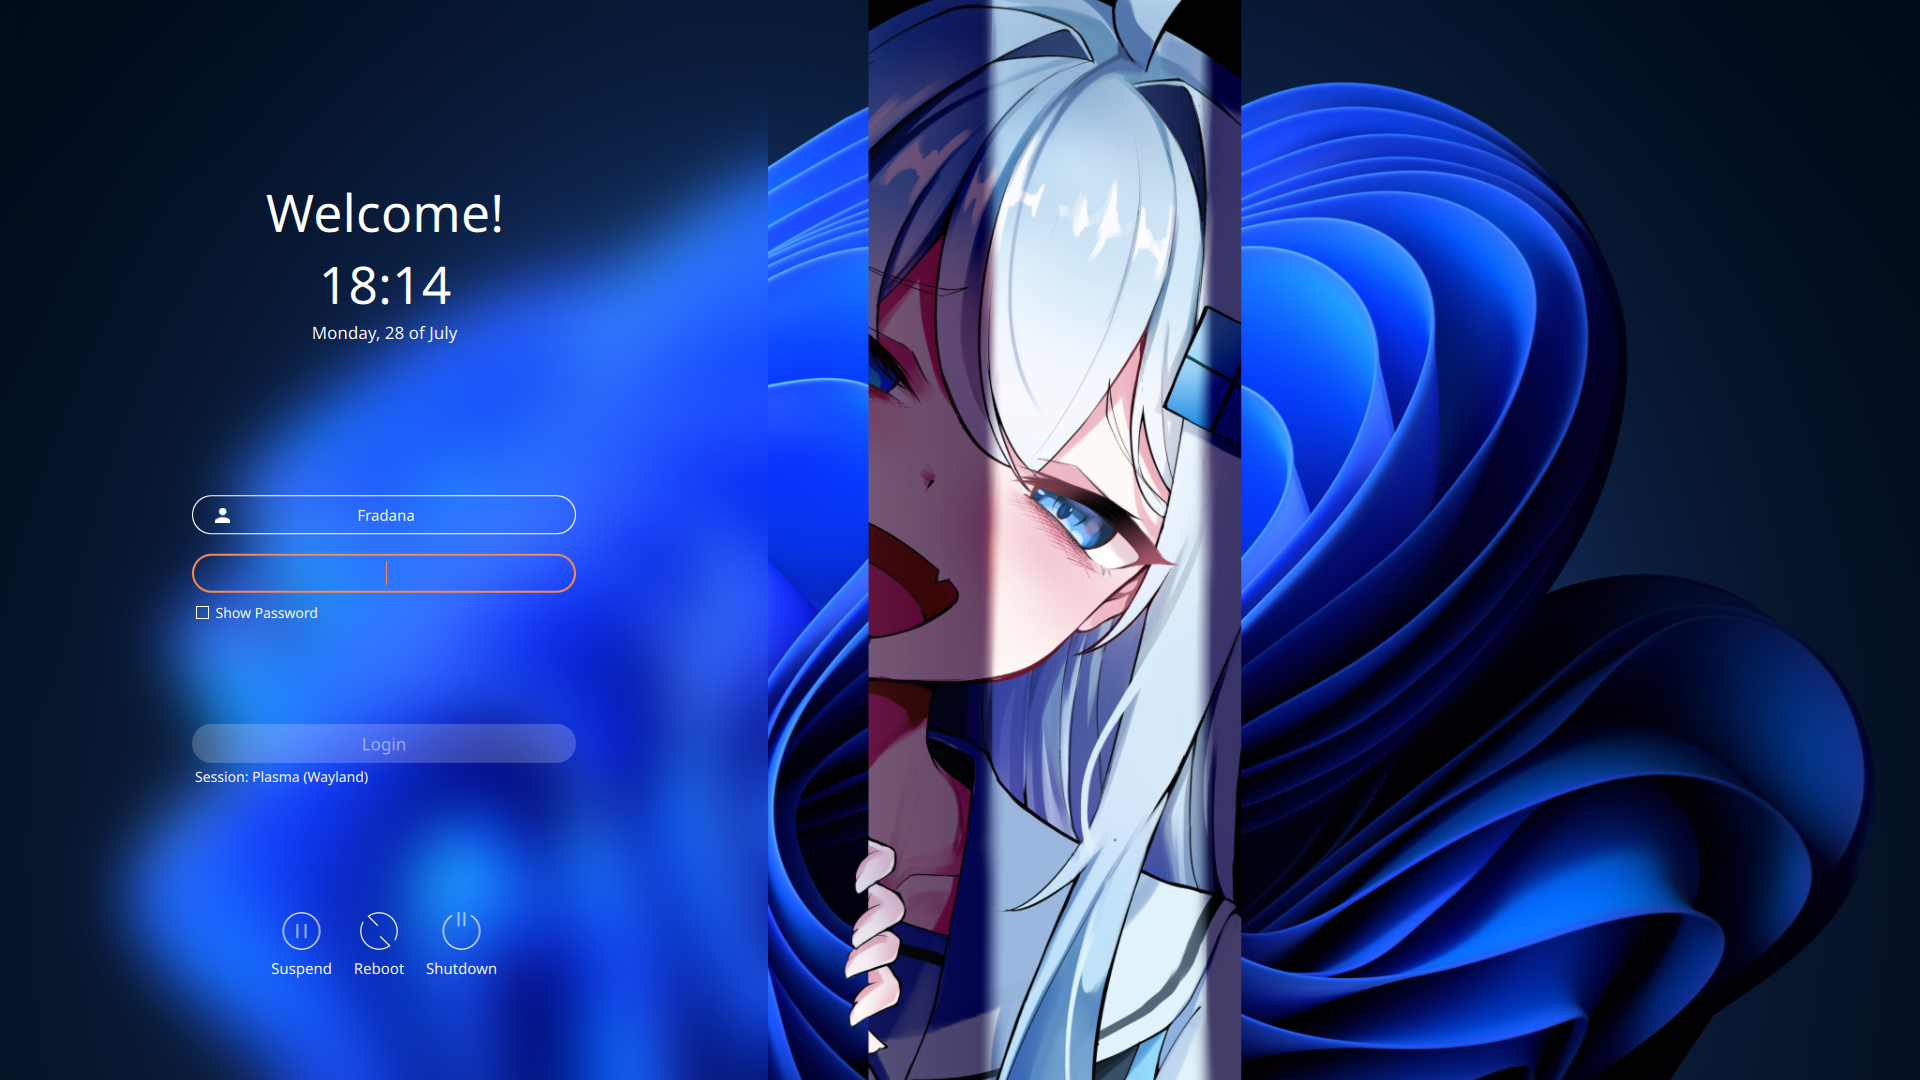 Welcome!
18:14
Monday, 28 of July
Fradana
Show Password
Login
Session: Plasma (Wayland)
Suspend
Reboot
Shutdown